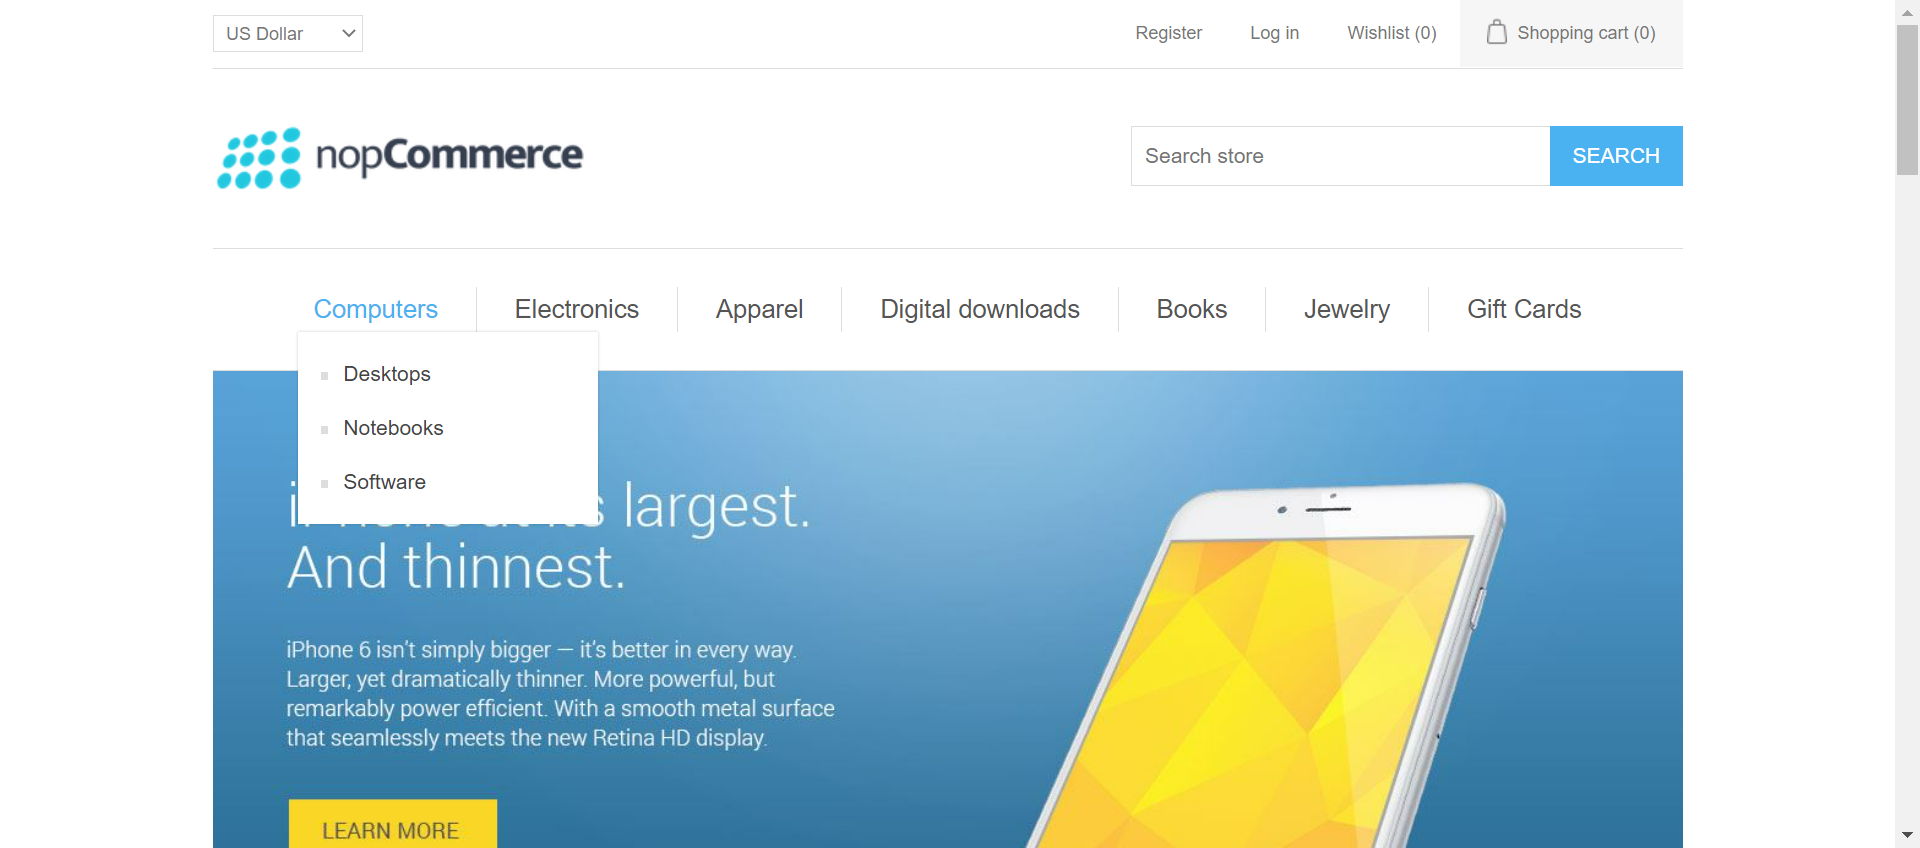 US Dollar
Register
Log in
Wishlist (0)
Shopping cart (0)
nopCommerce
Search store
SEARCH
Computers
Electronics
Apparel
Digital downloads
Books
Jewelry
Gift Cards
Desktops
Notebooks
Software
largest.
And thinnest.
iPhone 6 isn't simply bigger — it's better in every way.
Larger, yet dramatically thinner. More powerful, but
remarkably power efficient. With a smooth metal surface
that seamlessly meets the new Retina HD display.
LEARN MORE